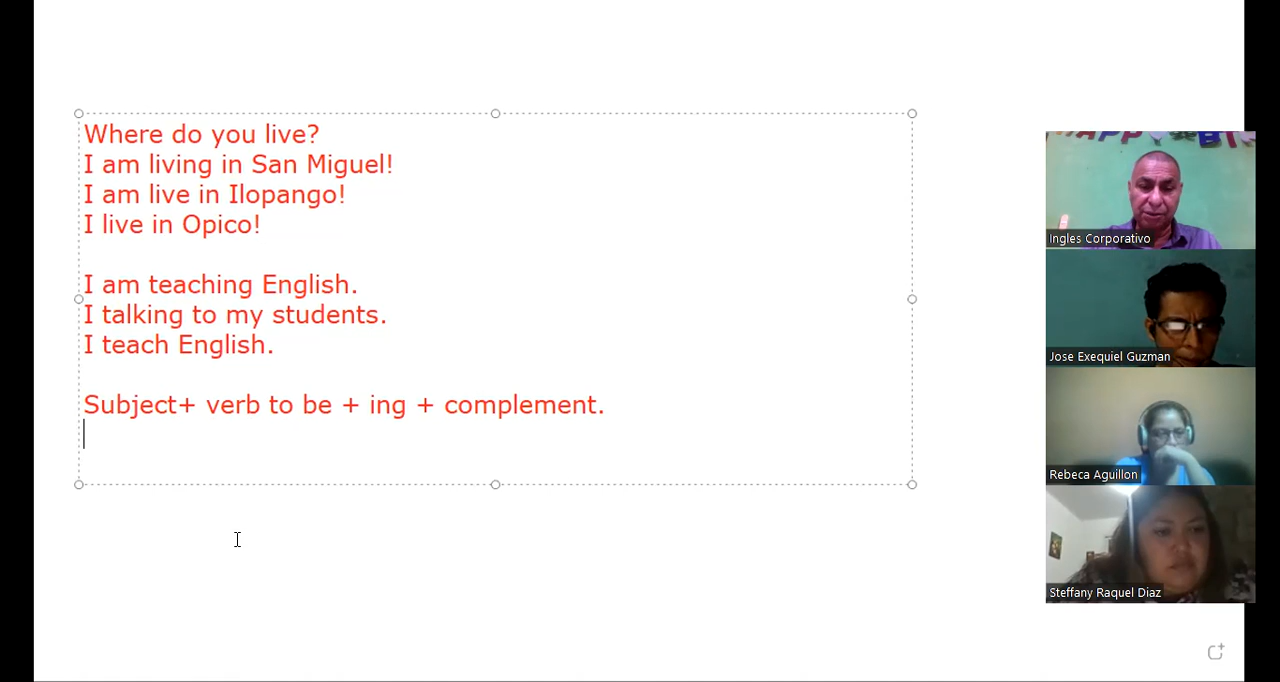 Where do you live?
I am living in San Miguel!
I am live in Ilopango!
I live in Opico!
I am teaching English.
I talking to my students.
I teach English.
Subject+ verb to be + ing + complement.
Ingles Corporativo
Jose Exequiel Guzman
Rebeca Aguillon
Steffany Raquel Diaz